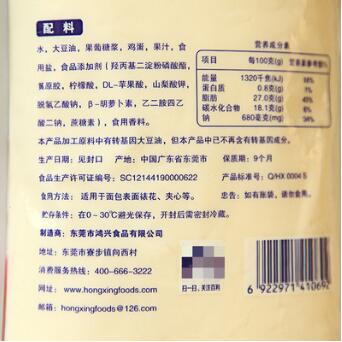 配 料
水，大豆油，果葡糖浆，鸡蛋，果汁，食
用盐，食品添加剂（羟丙基二淀粉磷酸酯，
黄原胶，柠檬酸，DL-苹果酸，山梨酸钾，
脱氢乙酸钠，β-胡萝卜素，乙二胺四乙
酸二钠，蔗糖素），食用香料。
营养成分表
项目 每100克(g) 营养素参考值%
能量 1320千焦(kJ)
蛋白质 0.8克(g) 1%
脂肪 27.0克(g) 45%
碳水化合物 18.1克(g) 6%
钠 680毫克(mg) 34%
本产品加工原料中有转基因大豆油，但本产品中已不再含有转基因成分。
生产日期：见封口 产地：中国广东省东莞市 保质期：9个月
食品生产许可证编号：SC12144190000622 产品标准号：Q/HX 0004 S
食用方法：适用于面包表面裱花、夹心等。 忠告：如有胀袋，请勿食用。
贮存条件：在0～30℃避光保存，开封后需密封冷藏。
制造商：东莞市鸿兴食品有限公司
地址：东莞市寮步镇向西村
消费服务热线：400-666-3222
网址：www.hongxingfoods.com
邮箱：hongxingfoods@126.com
扫一扫，关注百利
6 922971 410692